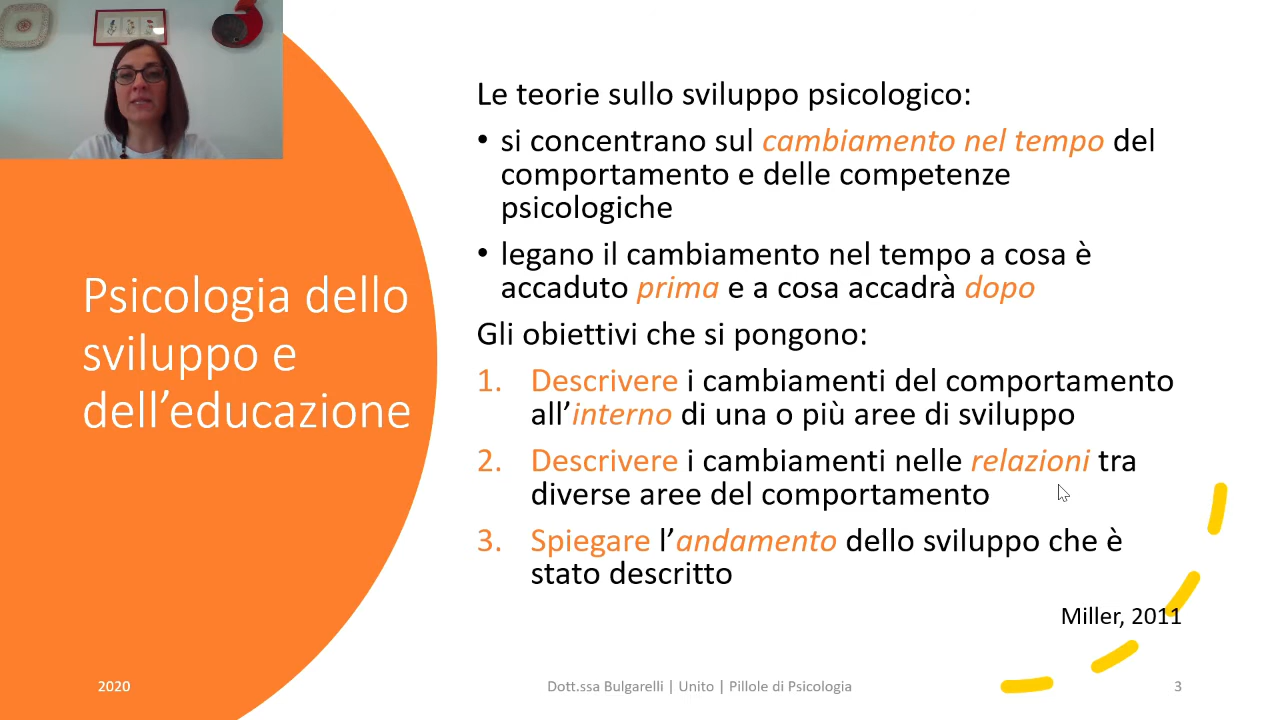 Psicologia dello
sviluppo e
dell’educazione
Le teorie sullo sviluppo psicologico:
• si concentrano sul cambiamento nel tempo del
comportamento e delle competenze
psicologiche
• legano il cambiamento nel tempo a cosa è
accaduto prima e a cosa accadrà dopo
Gli obiettivi che si pongono:
1. Descrivere i cambiamenti del comportamento
all’interno di una o più aree di sviluppo
2. Descrivere i cambiamenti nelle relazioni tra
diverse aree del comportamento
3. Spiegare l’andamento dello sviluppo che è
stato descritto
Miller, 2011
2020
Dott.ssa Bulgarelli | Unito | Pillole di Psicologia
3